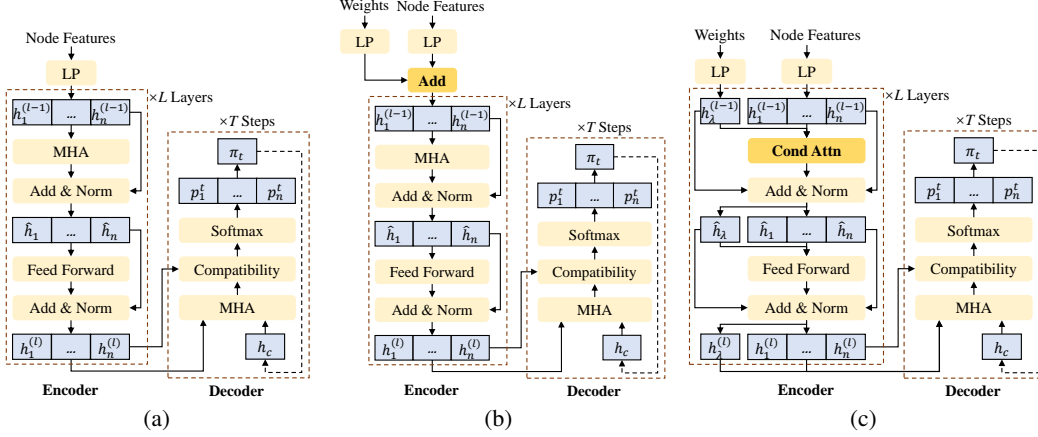 Node Features
LP
×L Layers
h_1^{(l-1)} ... h_n^{(l-1)}
MHA
Add & Norm
ĥ_1 ... ĥ_n
Feed Forward
Add & Norm
h_1^{(l)} ... h_n^{(l)}
Encoder
×T Steps
π_t
p_1^t ... p_n^t
Softmax
Compatibility
MHA
h_c
Decoder
(a)
Weights Node Features
LP LP
Add
×L Layers
h_1^{(l-1)} ... h_n^{(l-1)}
MHA
Add & Norm
ĥ_1 ... ĥ_n
Feed Forward
Add & Norm
h_1^{(l)} ... h_n^{(l)}
Encoder
×T Steps
π_t
p_1^t ... p_n^t
Softmax
Compatibility
MHA
h_c
Decoder
(b)
Weights Node Features
LP LP
×L Layers
h_λ^{(l-1)} h_1^{(l-1)} ... h_n^{(l-1)}
Cond Attn
Add & Norm
ĥ_λ ĥ_1 ... ĥ_n
Feed Forward
Add & Norm
h_λ^{(l)} h_1^{(l)} ... h_n^{(l)}
Encoder
×T Steps
π_t
p_1^t ... p_n^t
Softmax
Compatibility
MHA
h_c
Decoder
(c)